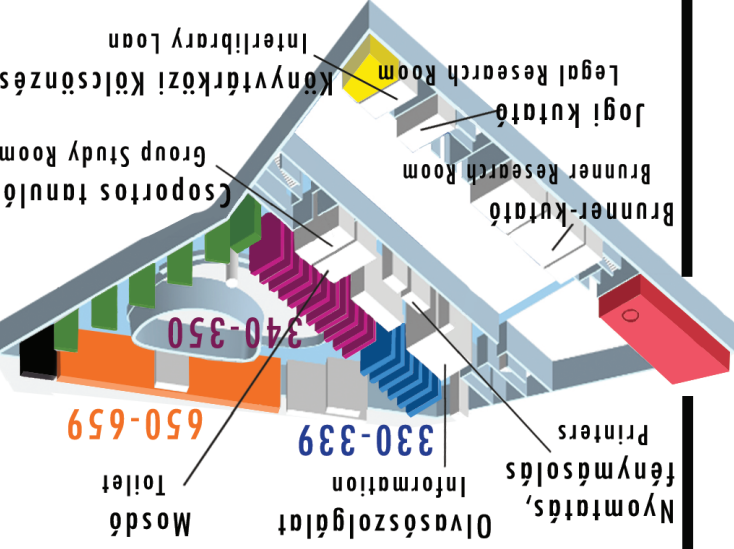 Nyomtatás,
fénymásolás
Printers
Olvasószolgálat
Information
Mosdó
Toilet
330-339
650-659
340-350
Brunner-kutató
Brunner Research Room
Csoportos tanuló
Group Study Room
Jogi kutató
Legal Research Room
Könyvtárközi Kölcsönzés
Interlibrary Loan